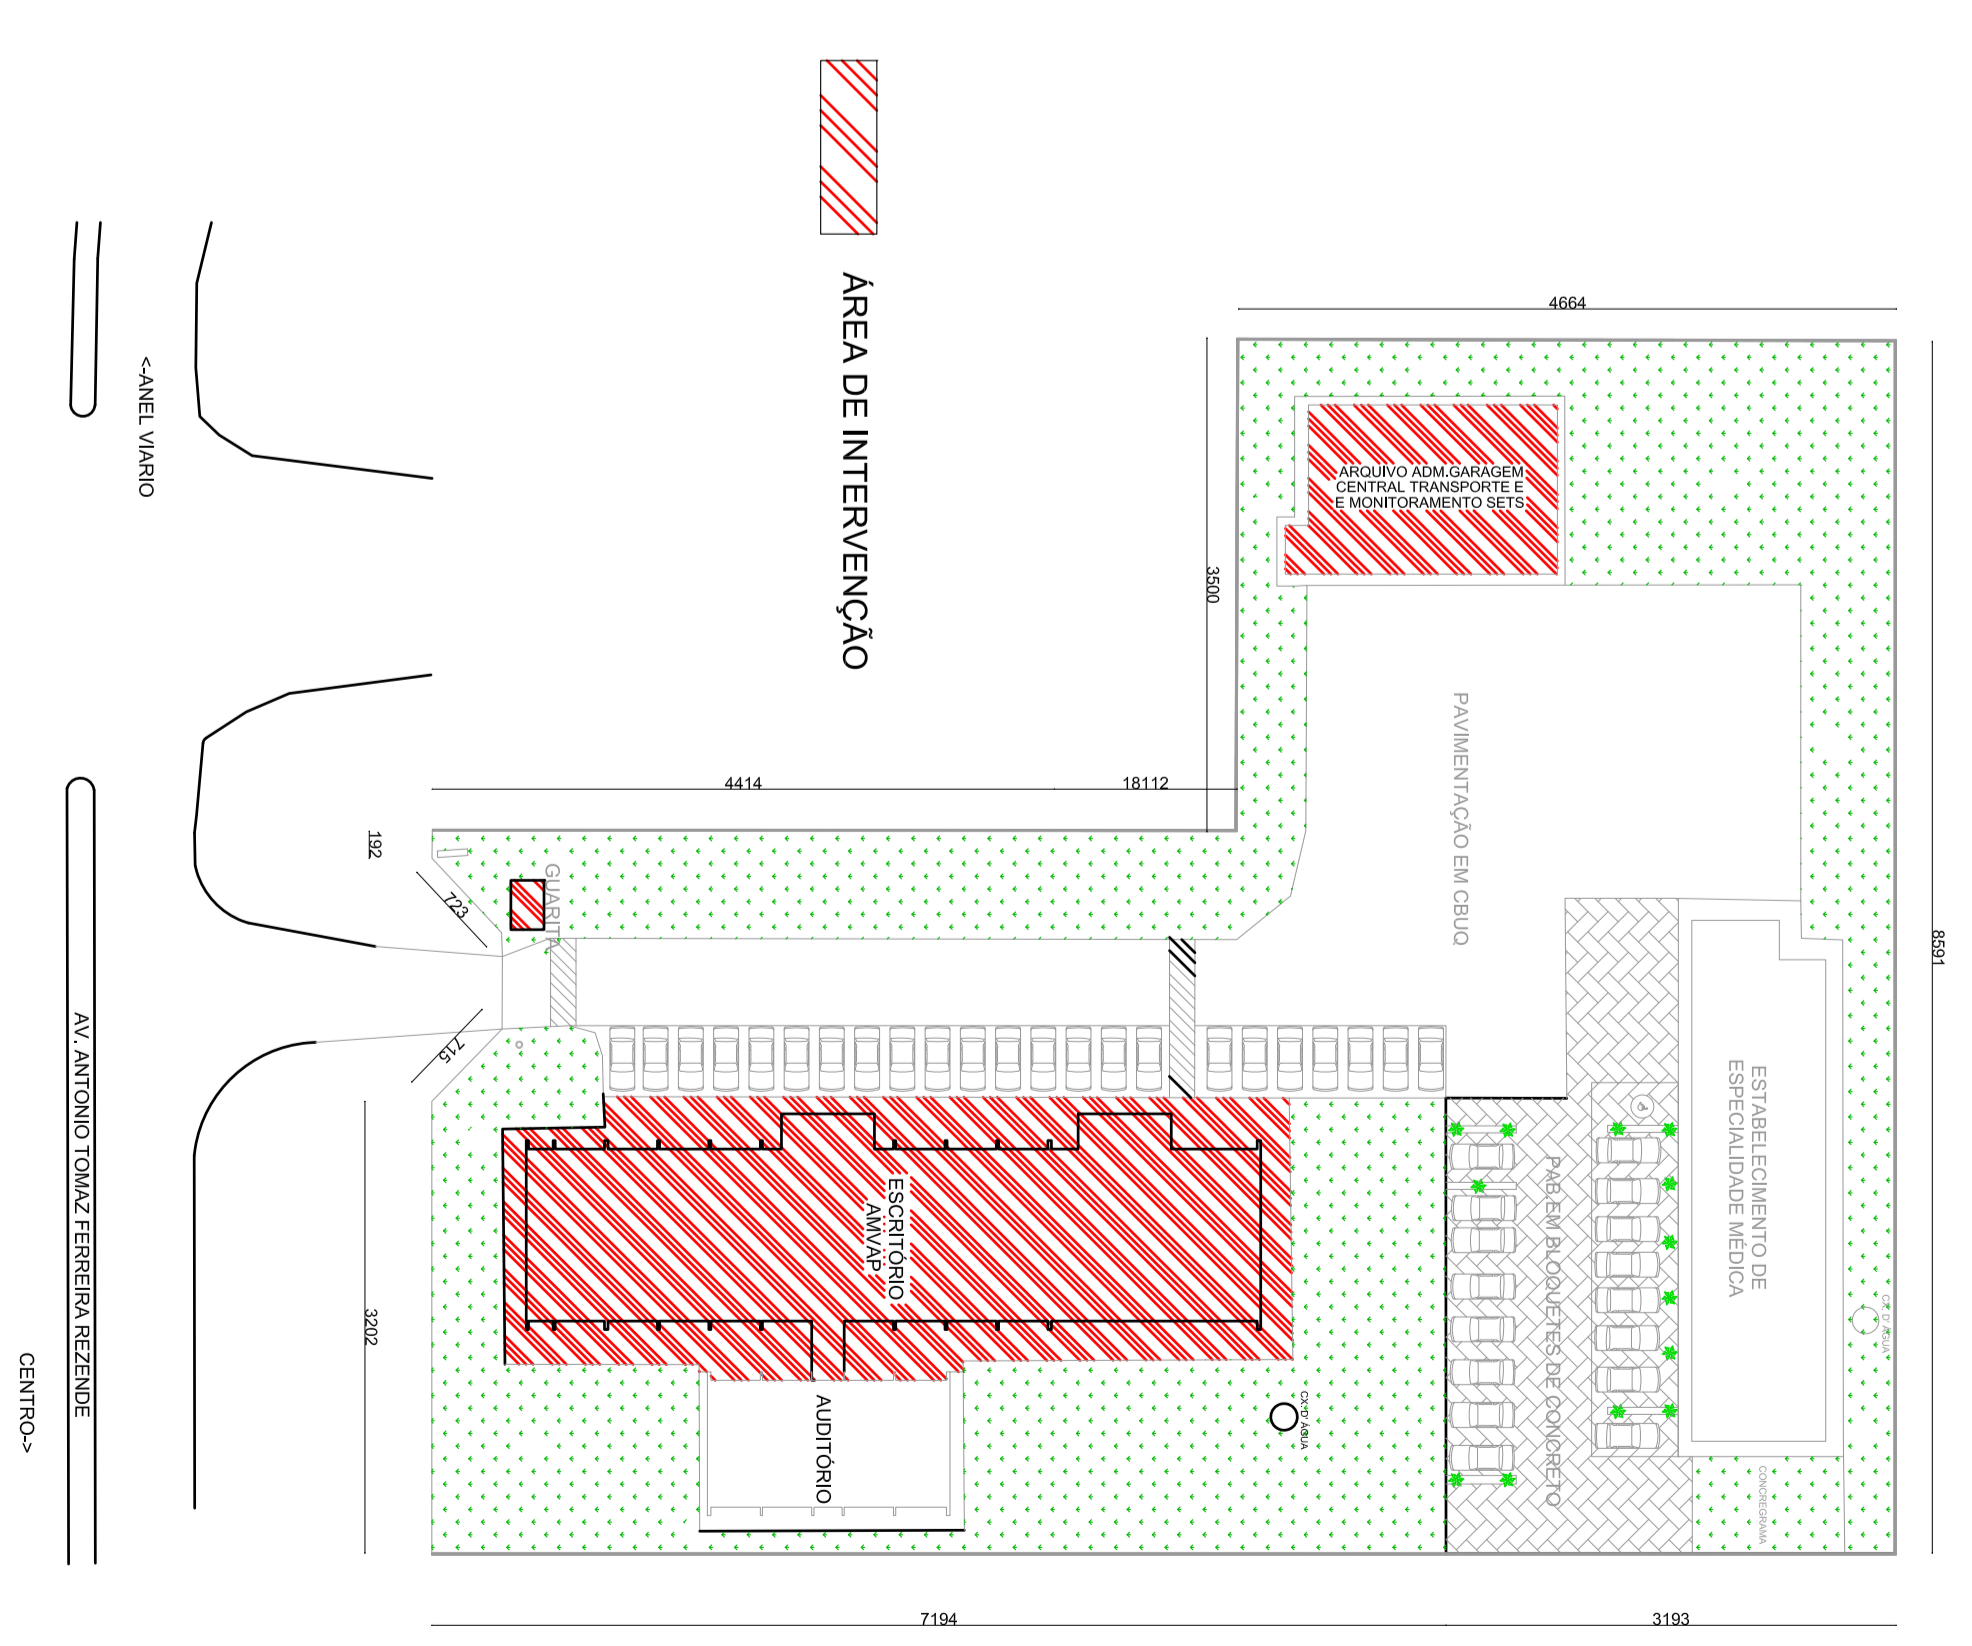 4664
ÁREA DE INTERVENÇÃO
<-ANEL VIARIO
ARQUIVO ADM.GARAGEM
CENTRAL TRANSPORTE E
E MONITORAMENTO SETS
3500
PAVIMENTAÇÃO EM CBUQ
4414
18112
192
723
GUARITA
8591
715
AV. ANTONIO TOMAZ FERREIRA REZENDE
CENTRO->
3202
ESCRITÓRIO
AMVAP
AUDITÓRIO
CX. D' ÁGUA
PAB.EM BLOQUETES DE CONCRETO
ESTABELECIMENTO DE
ESPECIALIDADE MÉDICA
CX. D' ÁGUA
CONCREGRAMA
7194
3193